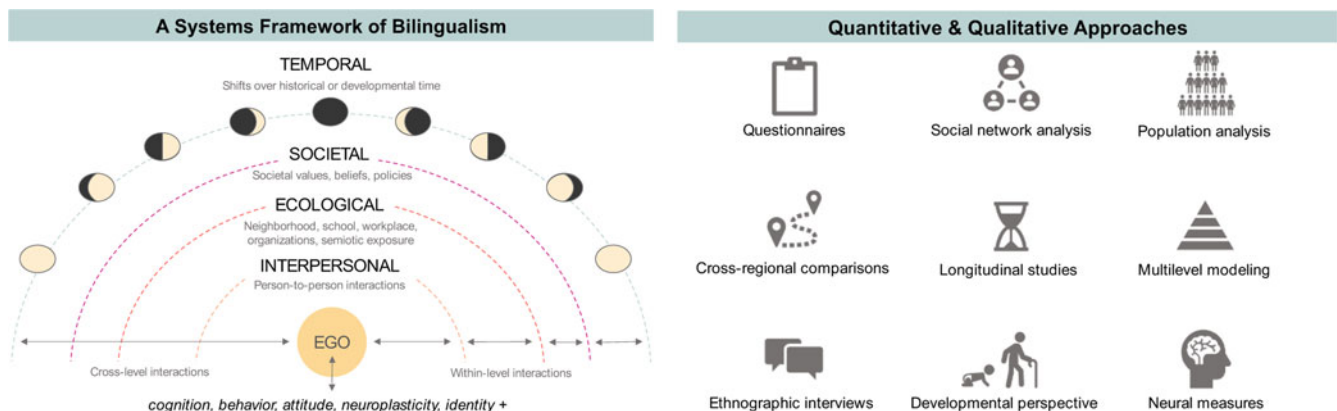 A Systems Framework of Bilingualism
TEMPORAL
Shifts over historical or developmental time
SOCIETAL
Societal values, beliefs, policies
ECOLOGICAL
Neighborhood, school, workplace,
organizations, semiotic exposure
INTERPERSONAL
Person-to-person interactions
EGO
Cross-level interactions
Within-level interactions
cognition, behavior, attitude, neuroplasticity, identity +
Quantitative & Qualitative Approaches
Questionnaires
Social network analysis
Population analysis
Cross-regional comparisons
Longitudinal studies
Multilevel modeling
Ethnographic interviews
Developmental perspective
Neural measures